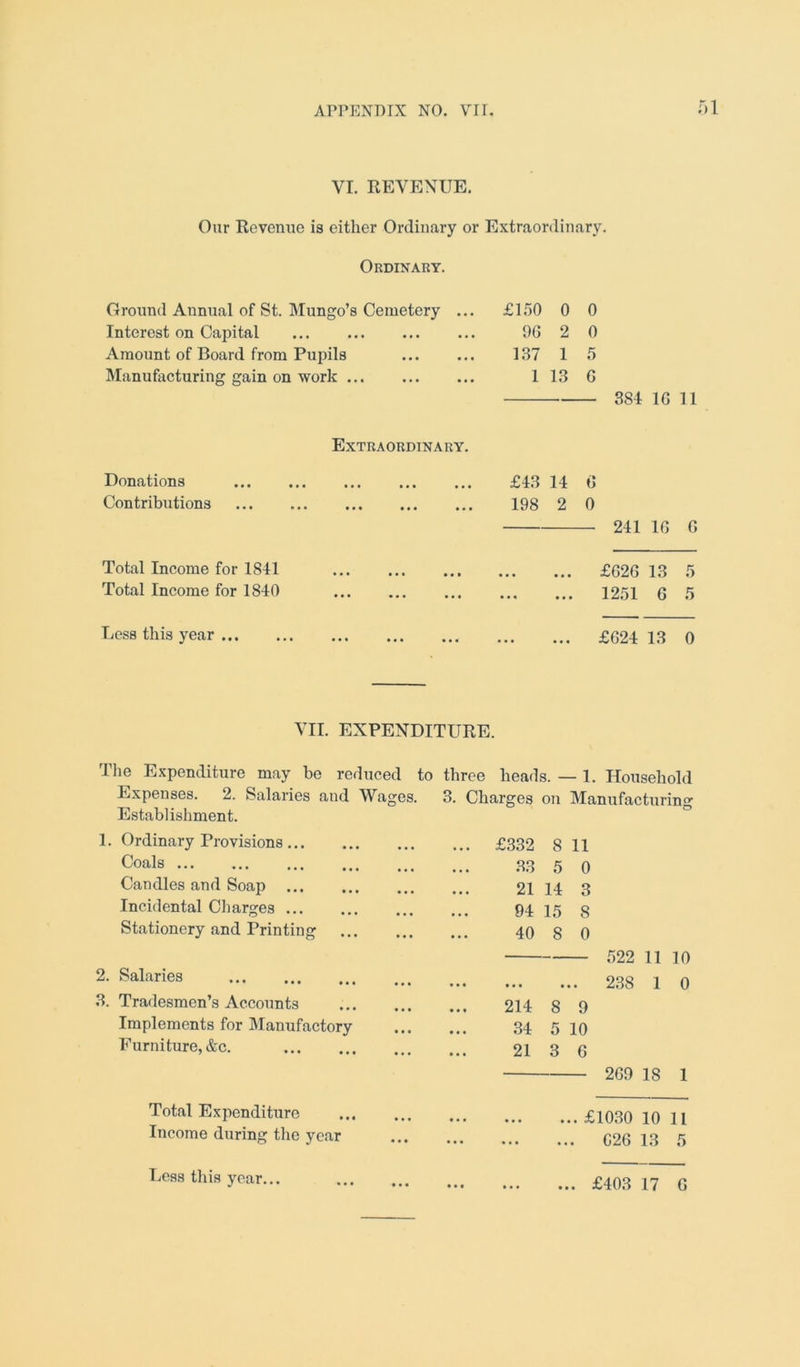 APPENDIX NO. VII. 51
VI. REVENUE.
Our Revenue is either Ordinary or Extraordinary.
ORDINARY.
Ground Annual of St. Mungo's Cemetery ... £150 0 0
Interest on Capital ... ... ... ... 96 2 0
Amount of Board from Pupils ... ... 137 1 5
Manufacturing gain on work ... ... ... 1 13 6
384 16 11
EXTRAORDINARY.
Donations ... ... ... ... ... £43 14 6
Contributions ... ... ... ... ... 198 2 0
241 16 6
Total Income for 1841 ... ... ... ... ... £626 13 5
Total Income for 1840 ... ... ... ... ... 1251 6 5
Less this year ... ... ... ... ... ... ... £624 13 0
VII. EXPENDITURE.
The Expenditure may be reduced to three heads. — 1. Household
Expenses. 2. Salaries and Wages. 3. Charges on Manufacturing
Establishment.
1. Ordinary Provisions ... ... ... ... £332 8 11
Coals ... ... ... ... ... ... 33 5 0
Candles and Soap ... ... ... ... 21 14 3
Incidental Charges ... ... ... ... 94 15 8
Stationery and Printing ... ... ... 40 8 0
522 11 10
2. Salaries ... ... ... ... ... ... ... 238 1 0
3. Tradesmen's Accounts ... ... ... 214 8 9
Implements for Manufactory ... ... 34 5 10
Furniture, &c. ... ... ... ... 21 3 6
269 18 1
Total Expenditure ... ... ... ... ... £1030 10 11
Income during the year ... ... ... ... 626 13 5
Less this year... ... ... ... ... ... £403 17 6